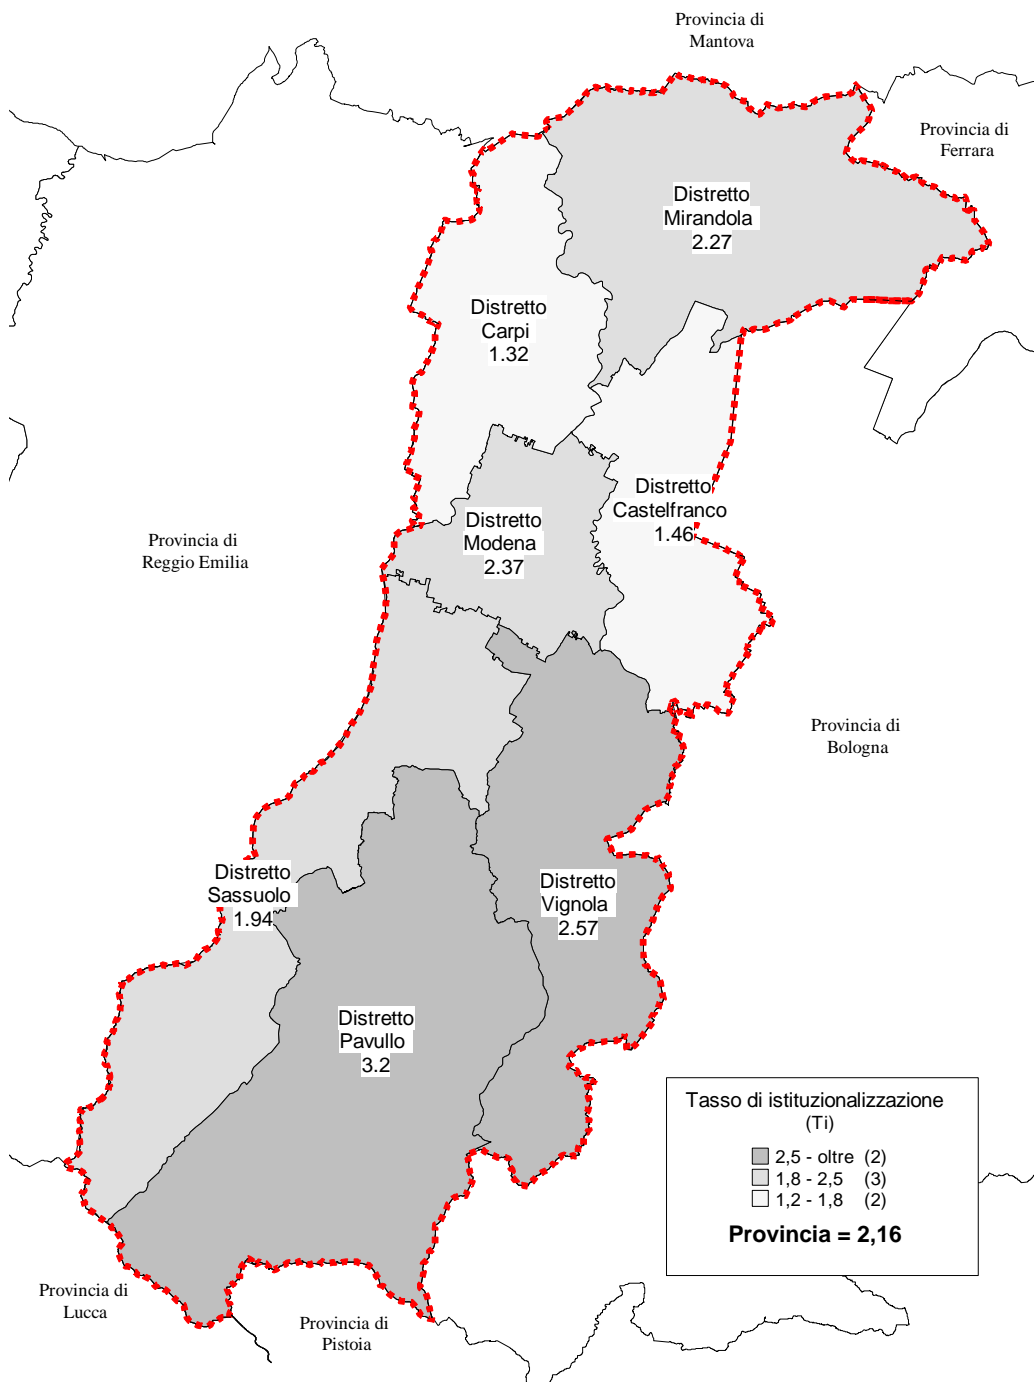 Provincia di
Mantova
Provincia di
Ferrara
Distretto
Mirandola
2.27
Distretto
Carpi
1.32
Distretto
Castelfranco
1.46
Distretto
Modena
2.37
Provincia di
Reggio Emilia
Provincia di
Bologna
Distretto
Sassuolo
1.94
Distretto
Vignola
2.57
Distretto
Pavullo
3.2
Tasso di istituzionalizzazione
(Ti)
2,5 - oltre (2)
1,8 - 2,5 (3)
1,2 - 1,8 (2)
Provincia = 2,16
Provincia di
Lucca
Provincia di
Pistoia